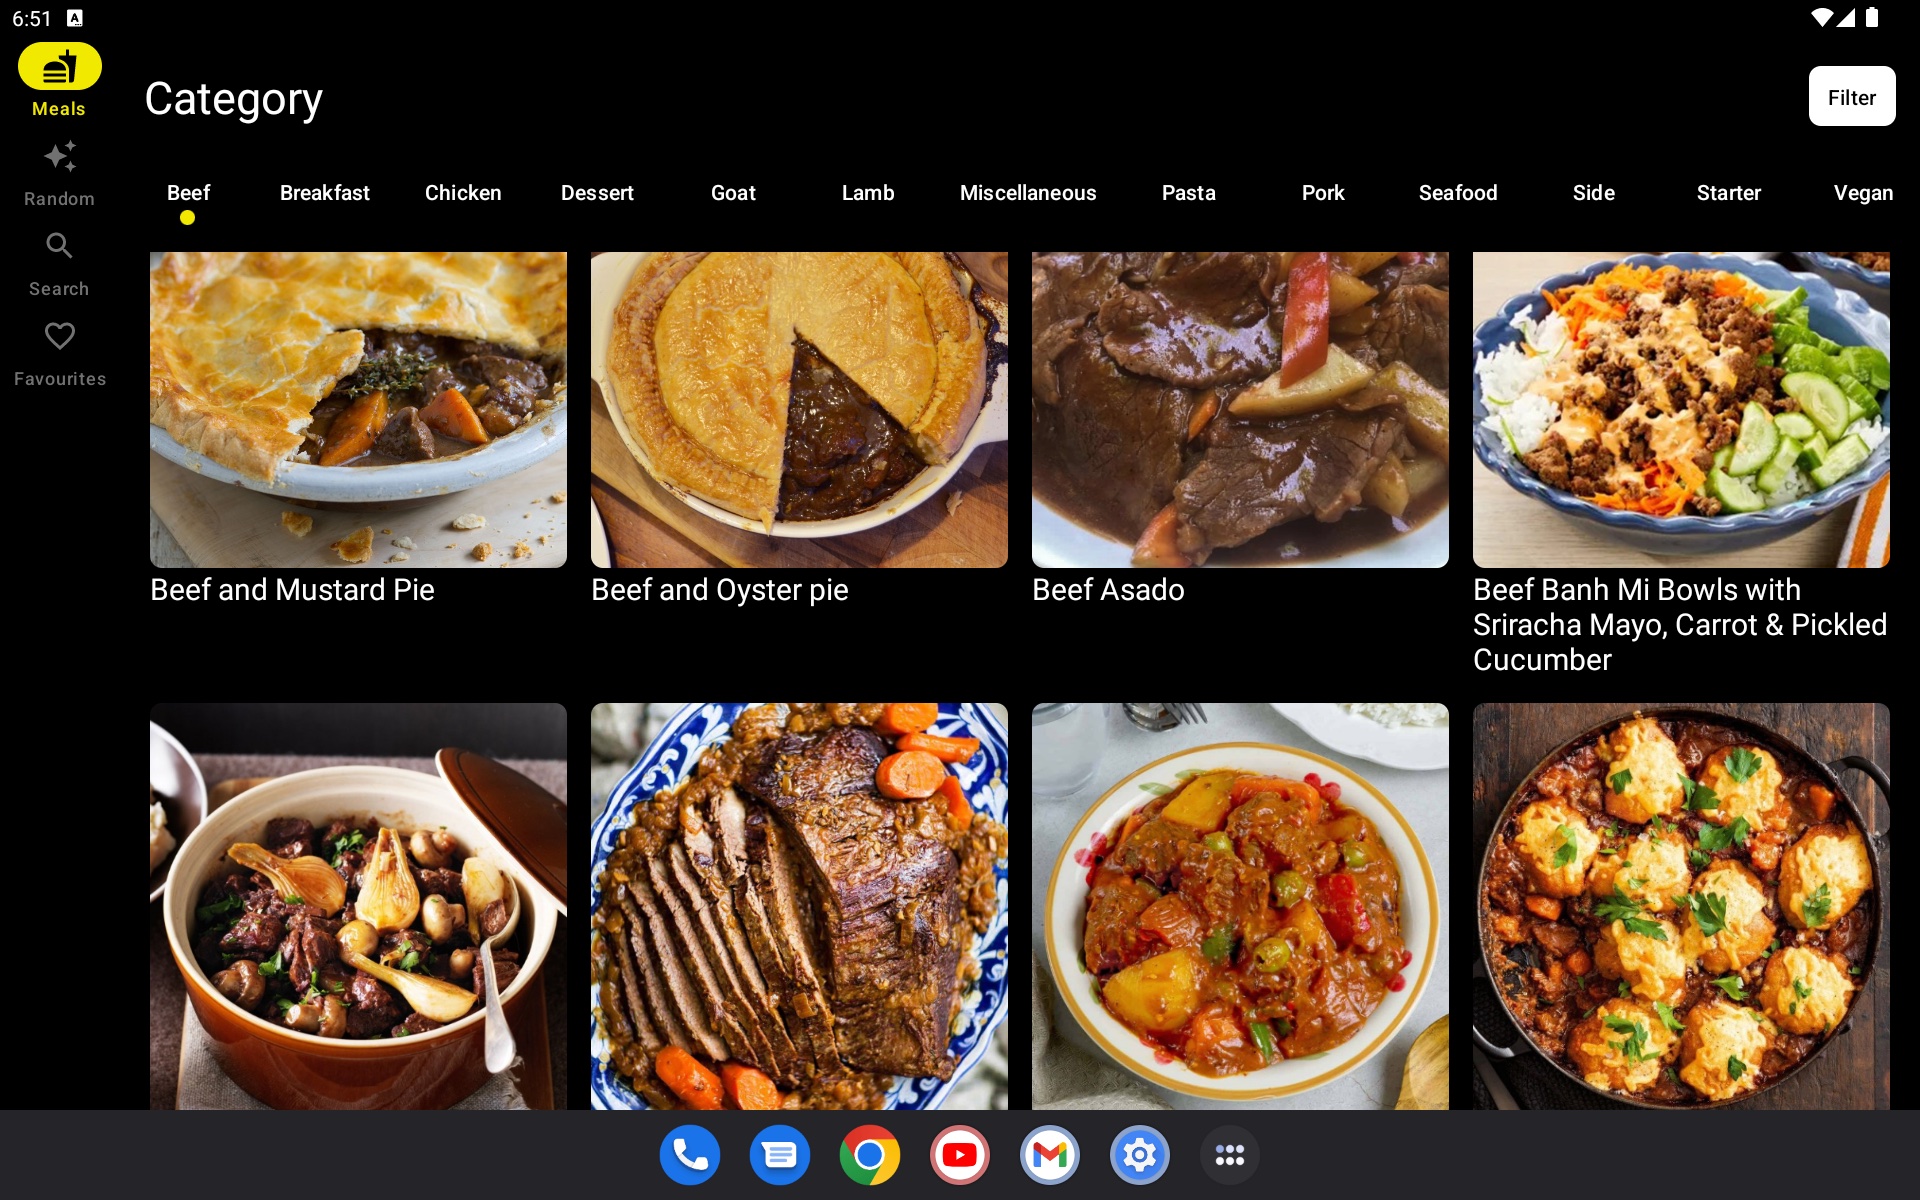 6:51
Meals
Random
Search
Favourites
Category
Filter
Beef
Breakfast
Chicken
Dessert
Goat
Lamb
Miscellaneous
Pasta
Pork
Seafood
Side
Starter
Vegan
Beef and Mustard Pie
Beef and Oyster pie
Beef Asado
Beef Banh Mi Bowls with
Sriracha Mayo, Carrot & Pickled
Cucumber